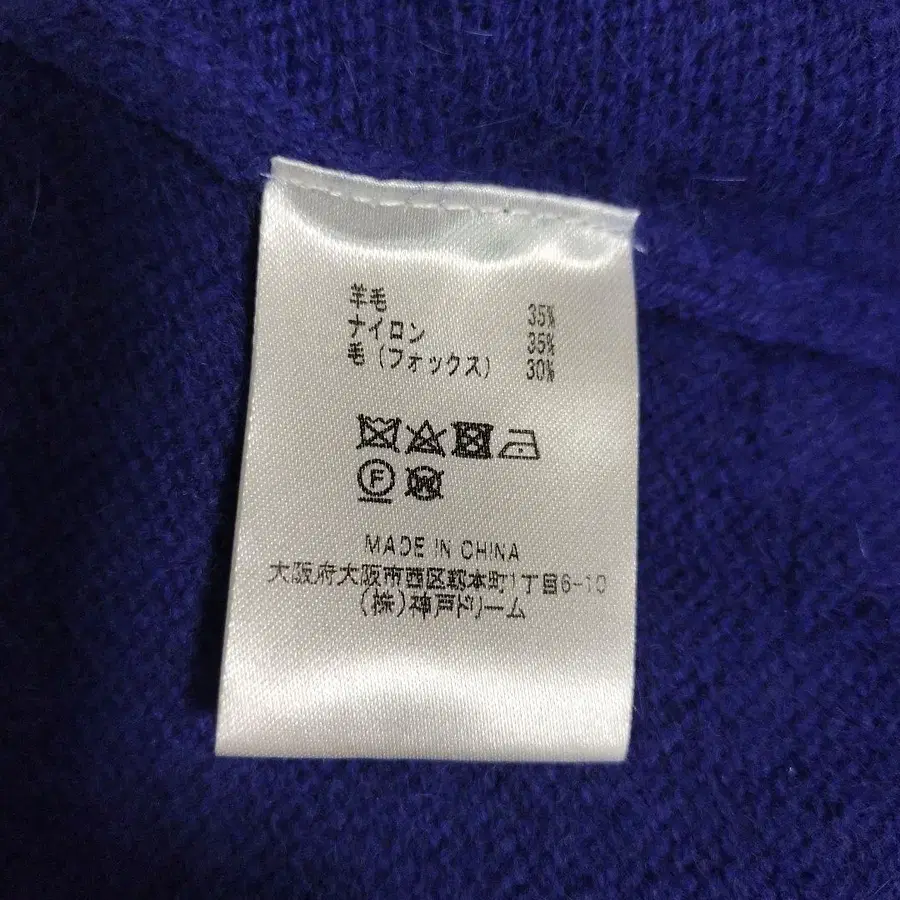 羊毛 35%
ナイロン 35%
毛(フォックス) 30%
F
W
MADE IN CHINA
大阪府大阪市西区靱本町1丁目6-10
(株)神戸ドリーム